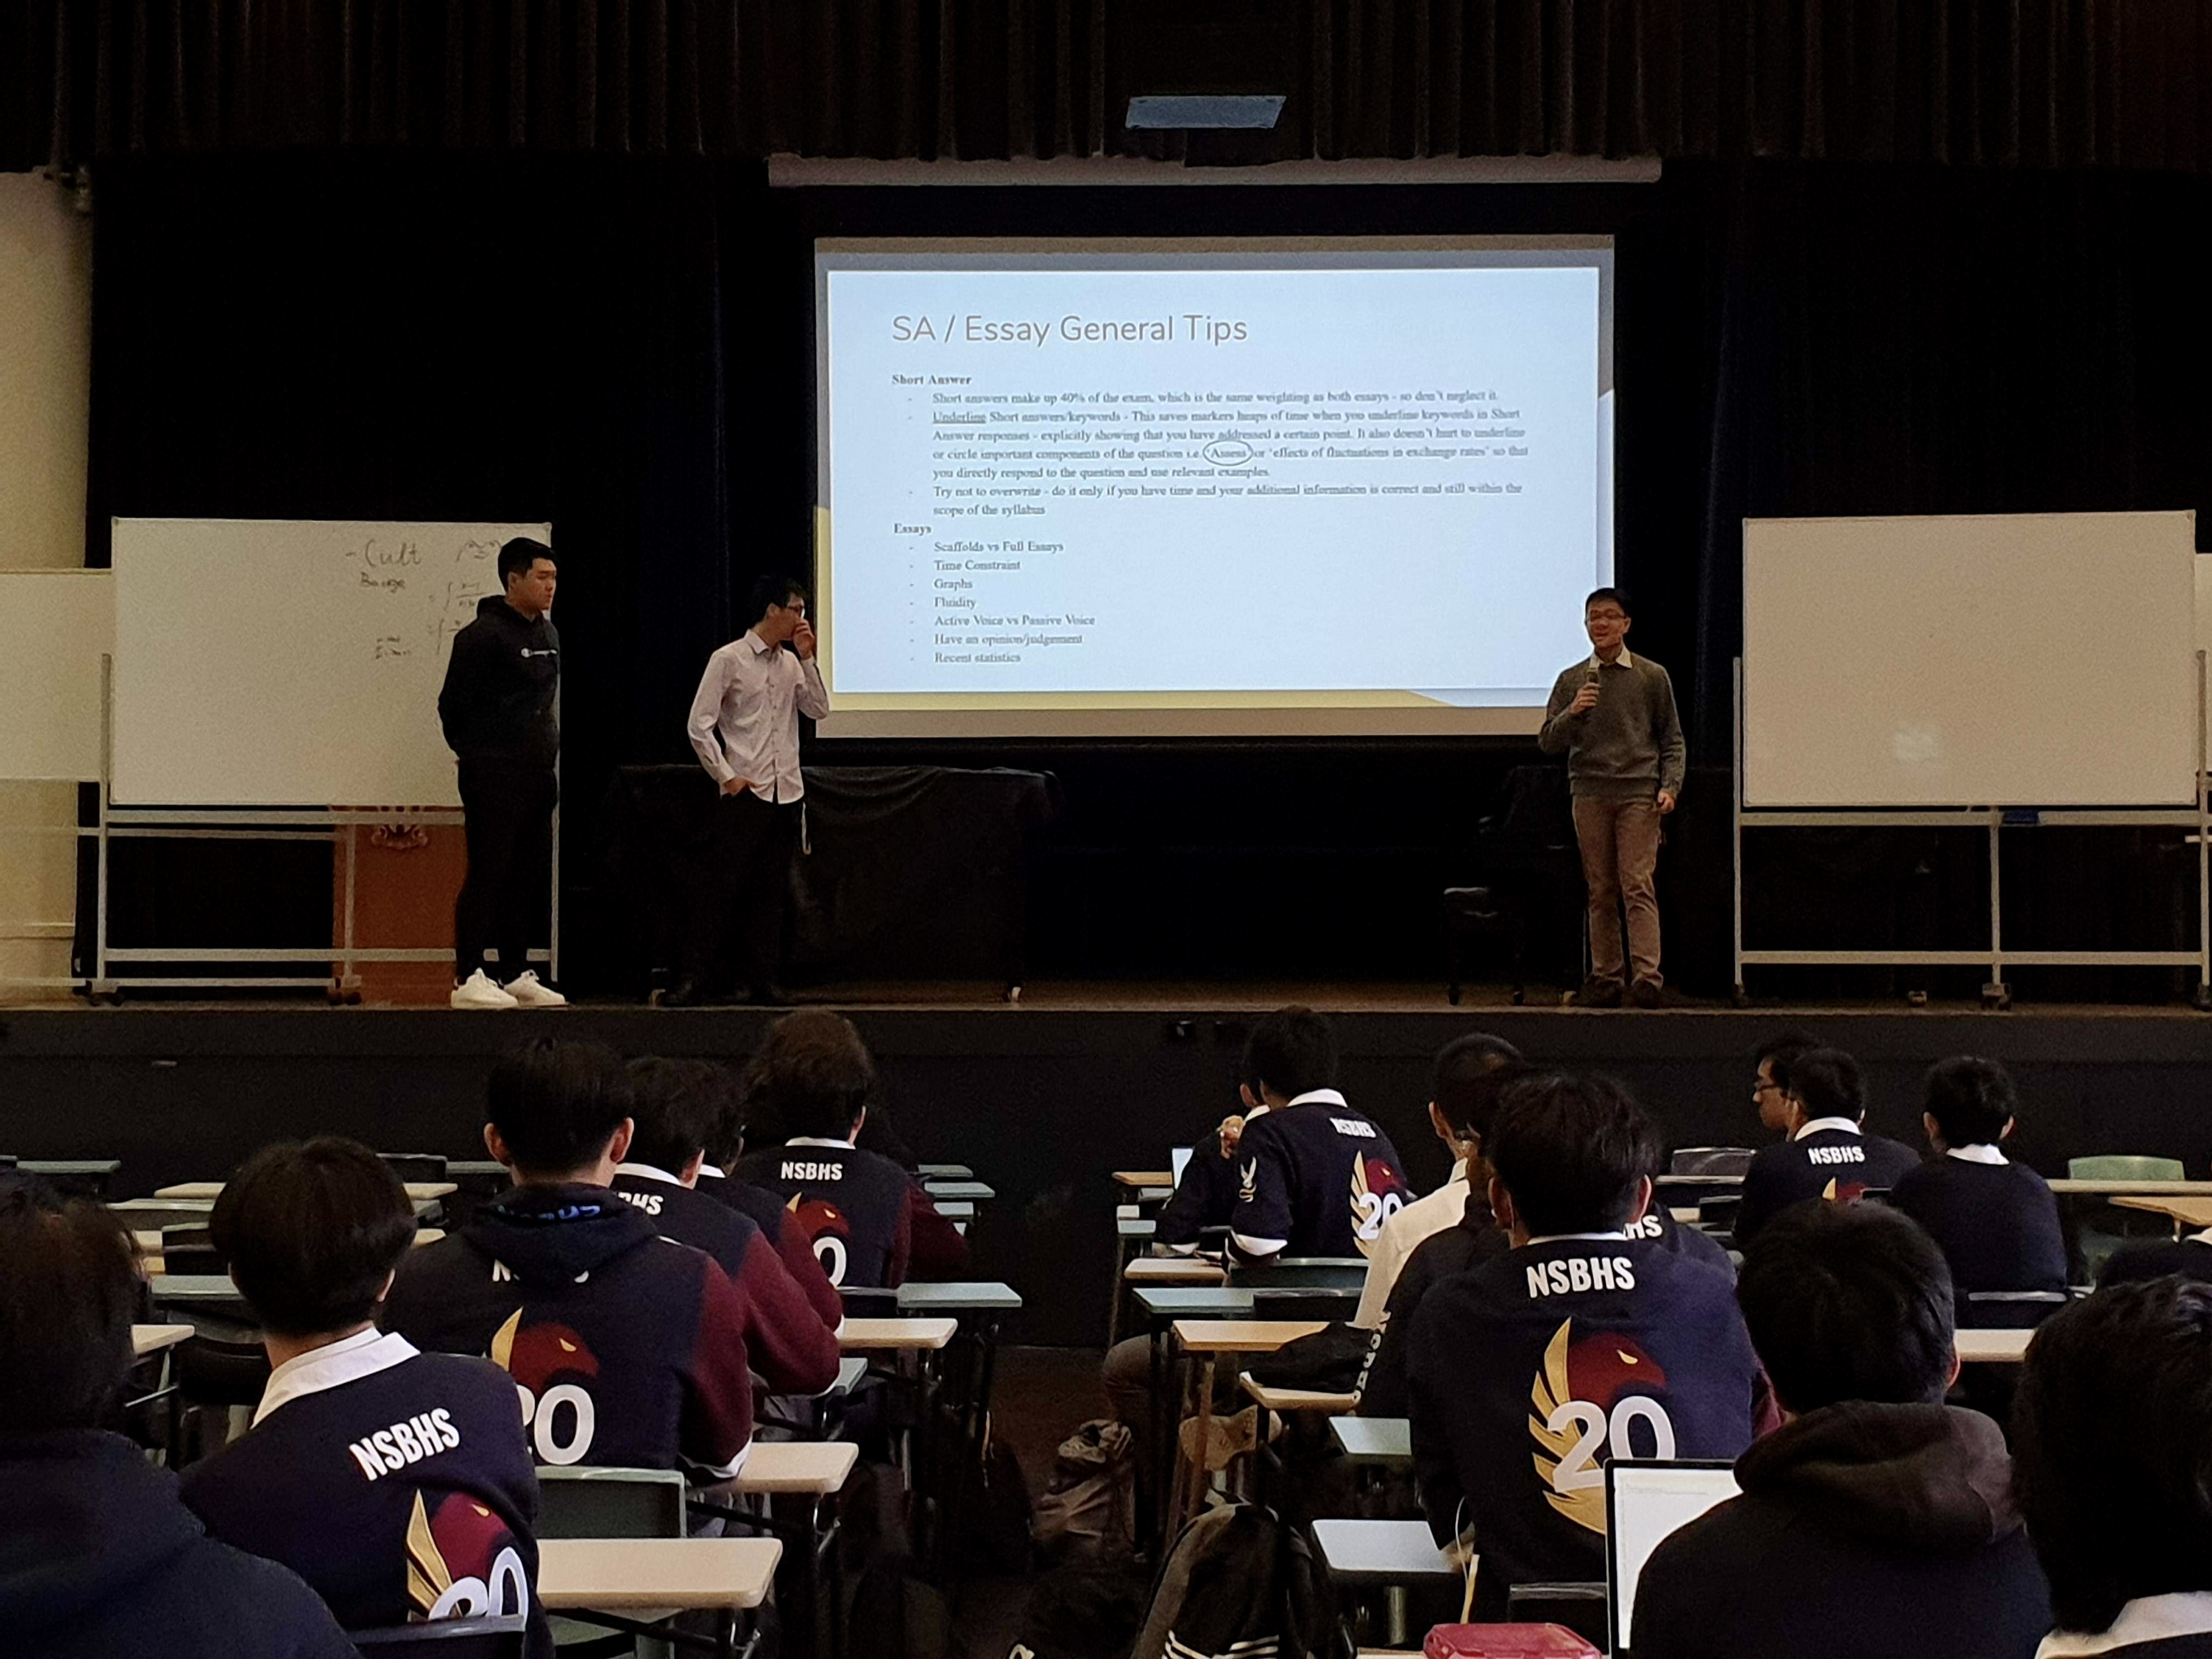 SA / Essay General Tips
Short Answer
- Short answers make up 40% of the exam, which is the same weighting as both essays - so don't neglect it.
- Underline Short answers/keywords - This saves markers heaps of time when you underline keywords in Short
Answer responses - explicitly showing that you have addressed a certain point. It also doesn't hurt to underline
or circle important components of the question i.e. 'Assess' or 'effects of fluctuations in exchange rates' so that
you directly respond to the question and use relevant examples.
- Try not to overwrite - do it only if you have time and your additional information is correct and still within the
scope of the syllabus
Essays
- Scaffolds vs Full Essays
- Time Constraint
- Graphs
- Fluidity
- Active Voice vs Passive Voice
- Have an opinion/judgement
- Recent statistics
- Cult
NSBHS
20
NSBHS
20
NSBHS
NSBHS
20
NSBHS
20
20